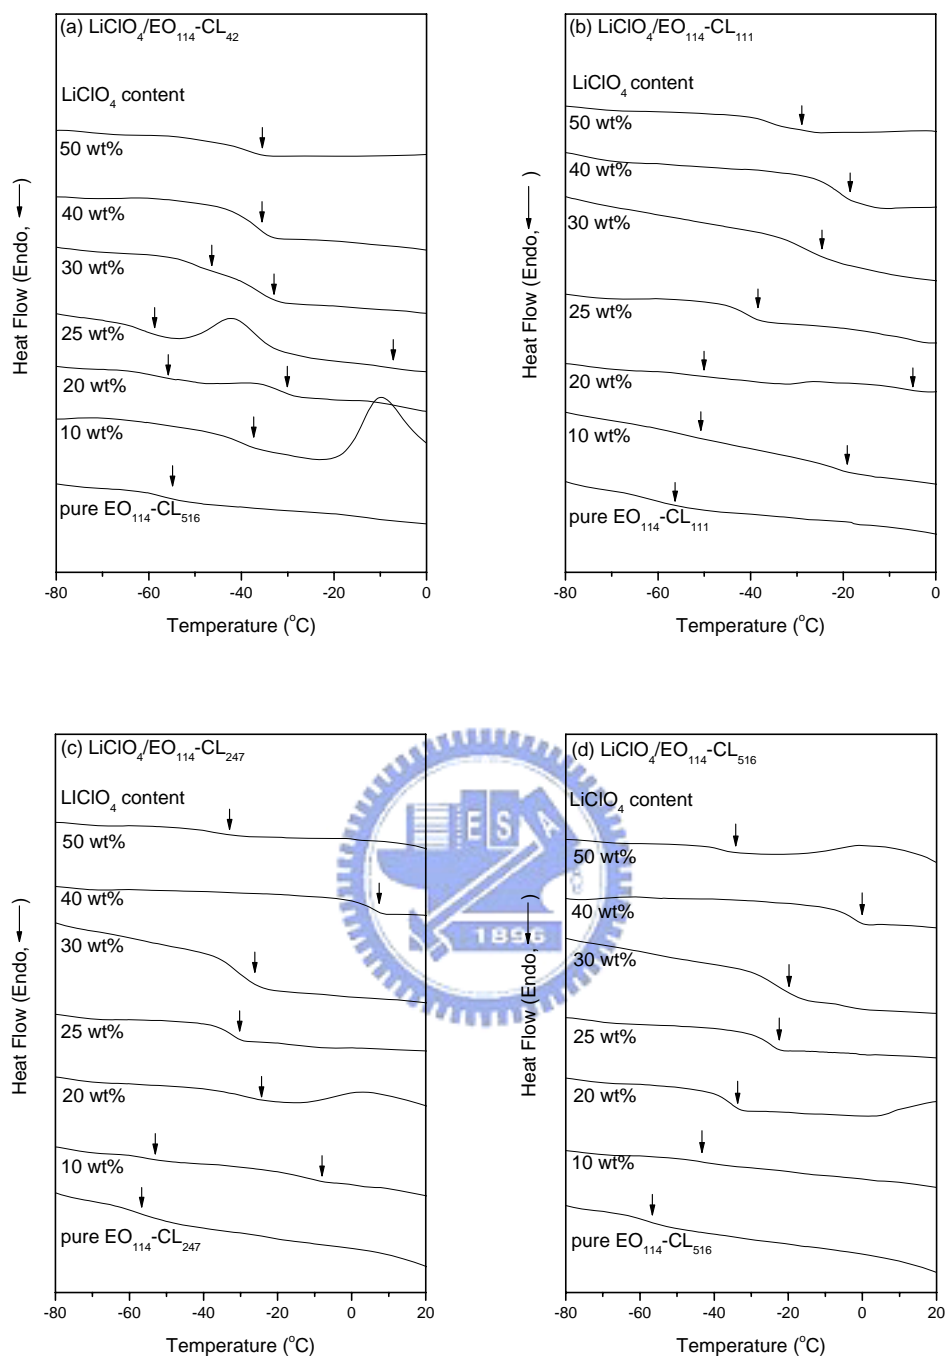 (a) LiClO4/EO114-CL42
LiClO4 content
50 wt%
40 wt%
30 wt%
25 wt%
20 wt%
10 wt%
pure EO114-CL516
Heat Flow (Endo, → )
-80 -60 -40 -20 0
Temperature (oC)
(b) LiClO4/EO114-CL111
LiClO4 content
50 wt%
40 wt%
30 wt%
25 wt%
20 wt%
10 wt%
pure EO114-CL111
Heat Flow (Endo, → )
-80 -60 -40 -20 0
Temperature (oC)
(c) LiClO4/EO114-CL247
LIClO4 content
50 wt%
40 wt%
30 wt%
25 wt%
20 wt%
10 wt%
pure EO114-CL247
Heat Flow (Endo, → )
-80 -60 -40 -20 0 20
Temperature (oC)
(d) LiClO4/EO114-CL516
LiClO4 content
50 wt%
40 wt%
30 wt%
25 wt%
20 wt%
10 wt%
pure EO114-CL516
Heat Flow (Endo, → )
-80 -60 -40 -20 0 20
Temperature (oC)
E S A
1896